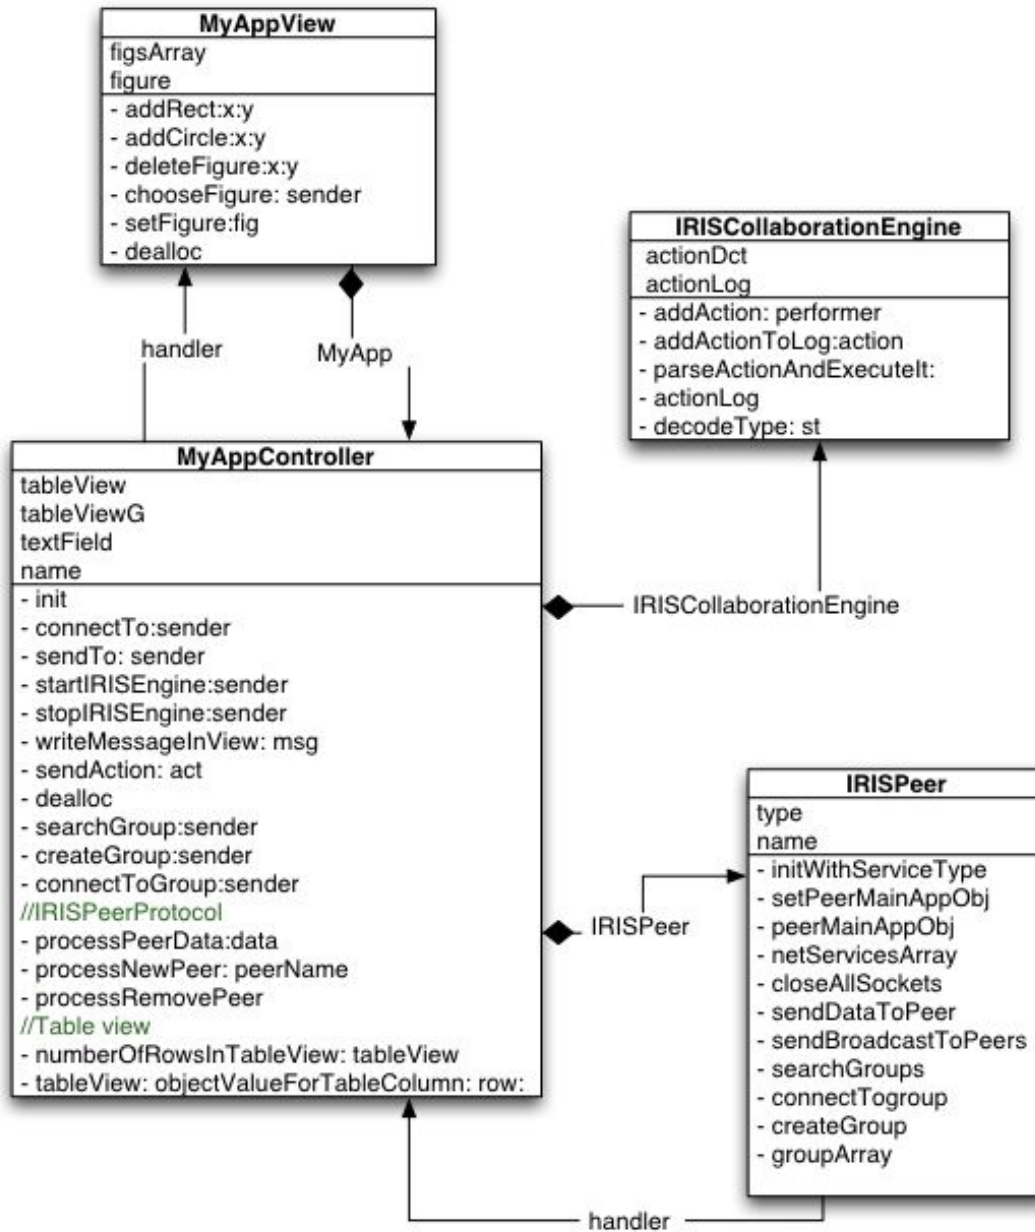 MyAppView
figsArray
figure
- addRect:x:y
- addCircle:x:y
- deleteFigure:x:y
- chooseFigure: sender
- setFigure:fig
- dealloc
handler
MyApp
IRISCollaborationEngine
actionDct
actionLog
- addAction: performer
- addActionToLog:action
- parseActionAndExecuteIt:
- actionLog
- decodeType: st
MyAppController
tableView
tableViewG
textField
name
- init
- connectTo:sender
- sendTo: sender
- startIRISEngine:sender
- stopIRISEngine:sender
- writeMessageInView: msg
- sendAction: act
- dealloc
- searchGroup:sender
- createGroup:sender
- connectToGroup:sender
//IRISPeerProtocol
- processPeerData:data
- processNewPeer: peerName
- processRemovePeer
//Table view
- numberOfRowsInTableView: tableView
- tableView: objectValueForTableColumn: row:
IRISCollaborationEngine
IRISPeer
IRISPeer
type
name
- initWithServiceType
- setPeerMainAppObj
- peerMainAppObj
- netServicesArray
- closeAllSockets
- sendDataToPeer
- sendBroadcastToPeers
- searchGroups
- connectTogroup
- createGroup
- groupArray
handler